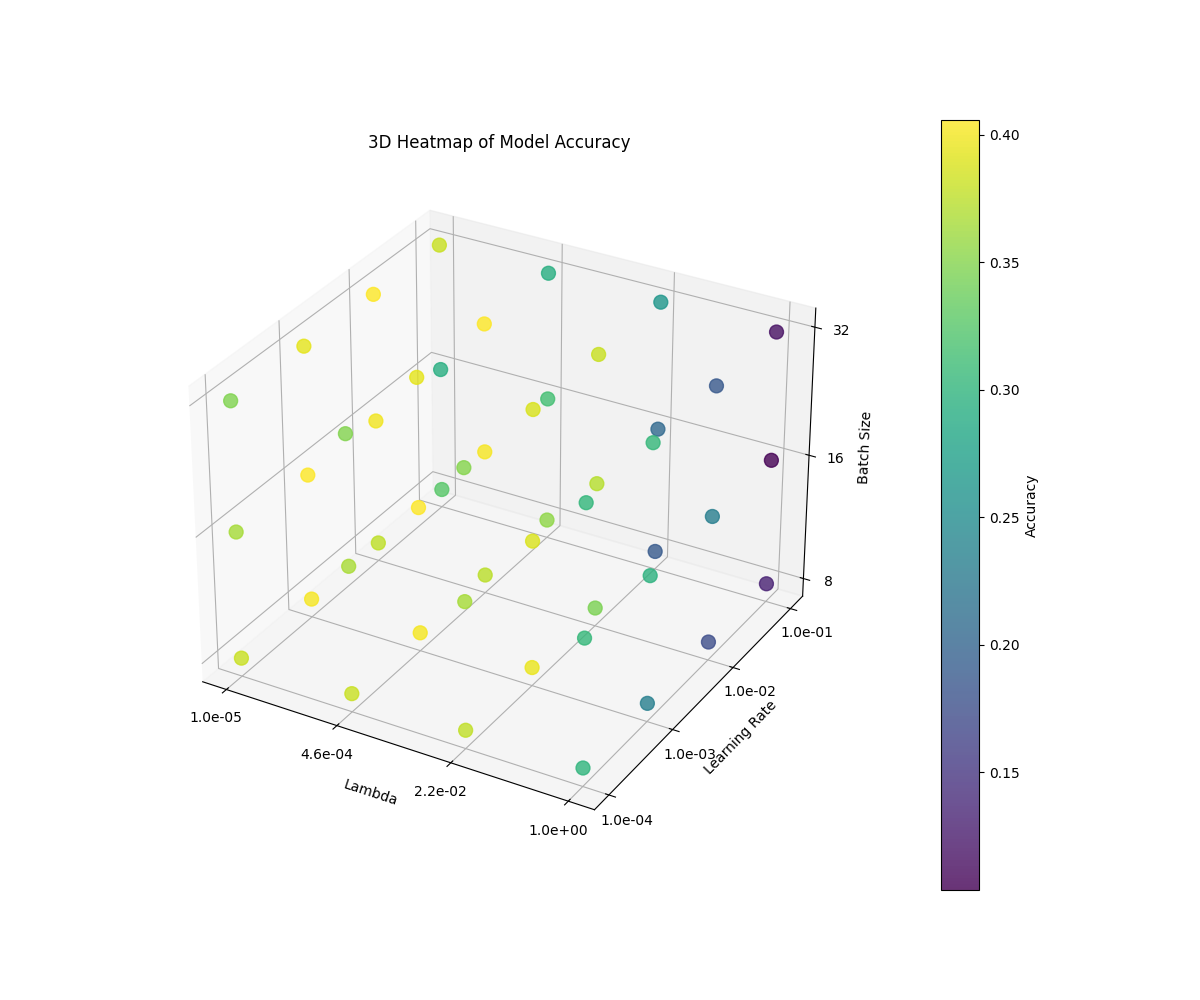 3D Heatmap of Model Accuracy
0.40
0.35
0.30
0.25
0.20
0.15
Accuracy
32
16
8
Batch Size
1.0e-01
1.0e-02
1.0e-03
1.0e-04
Learning Rate
1.0e-05
4.6e-04
2.2e-02
1.0e+00
Lambda